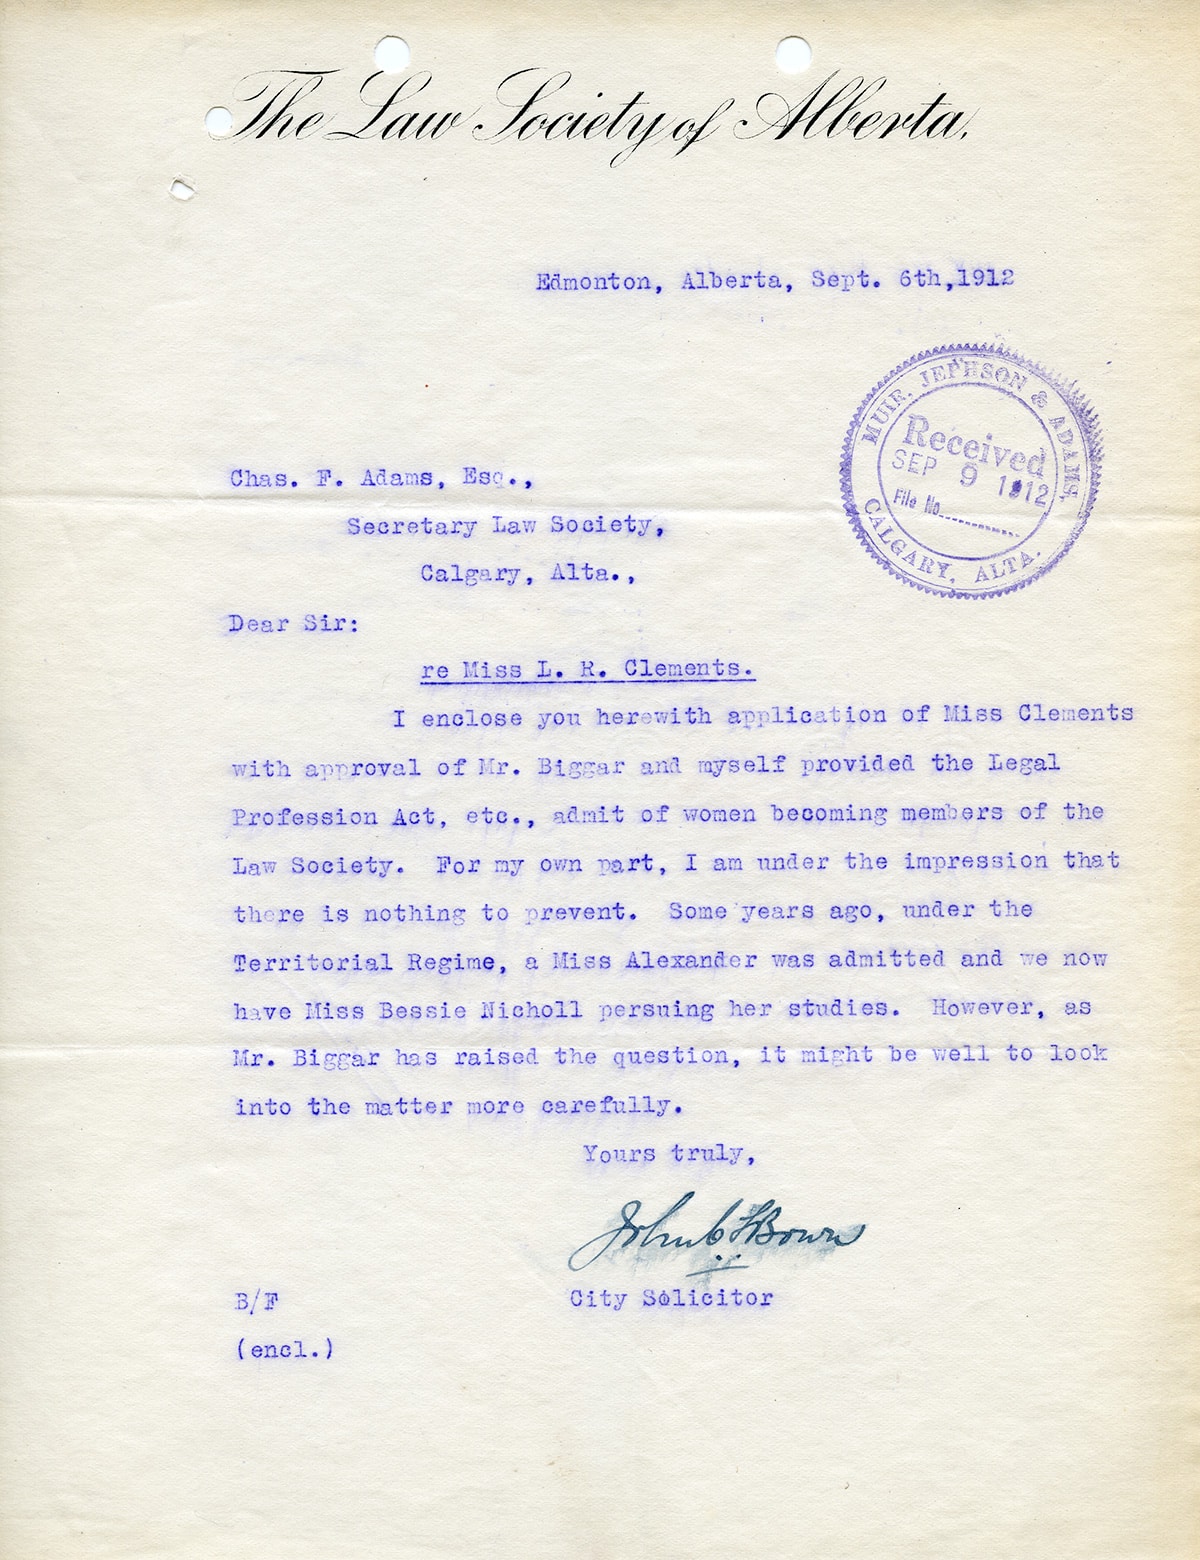 The Law Society of Alberta.
Edmonton, Alberta, Sept. 6th,1912
MUIR, JEPHSON & ADAMS,
Received
SEP 9 1912
File No.
CALGARY, ALTA.
Chas. F. Adams, Esq.,
Secretary Law Society,
Calgary, Alta.,
Dear Sir:
re Miss L. R. Clements.
I enclose you herewith application of Miss Clements
with approval of Mr. Biggar and myself provided the Legal
Profession Act, etc., admit of women becoming members of the
Law Society. For my own part, I am under the impression that
there is nothing to prevent. Some years ago, under the
Territorial Regime, a Miss Alexander was admitted and we now
have Miss Bessie Nicholl persuing her studies. However, as
Mr. Biggar has raised the question, it might be well to look
into the matter more carefully.
Yours truly,
John C F Bown
City Solicitor
B/F
(encl.)